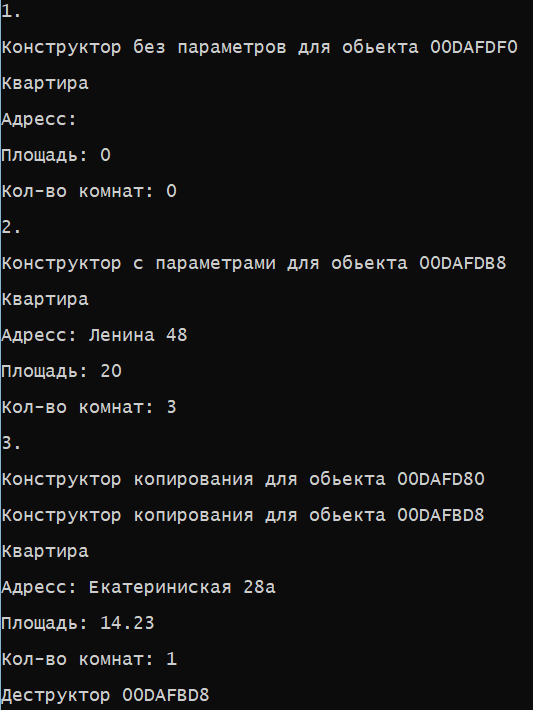 1.
Конструктор без параметров для обьекта 00DAFDF0
Квартира
Адресс:
Площадь: 0
Кол-во комнат: 0
2.
Конструктор с параметрами для обьекта 00DAFDB8
Квартира
Адресс: Ленина 48
Площадь: 20
Кол-во комнат: 3
3.
Конструктор копирования для обьекта 00DAFD80
Конструктор копирования для обьекта 00DAFBD8
Квартира
Адресс: Екатериниская 28а
Площадь: 14.23
Кол-во комнат: 1
Деструктор 00DAFBD8